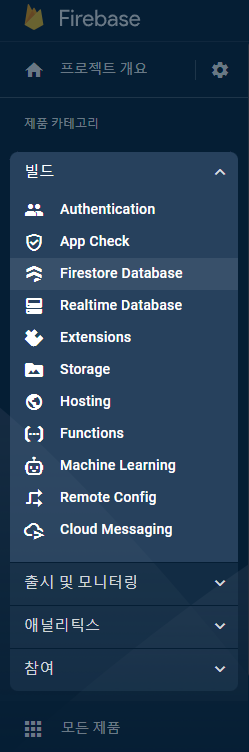 Firebase
프로젝트 개요
제품 카테고리
빌드
Authentication
App Check
Firestore Database
Realtime Database
Extensions
Storage
Hosting
Functions
Machine Learning
Remote Config
Cloud Messaging
출시 및 모니터링
애널리틱스
참여
모든 제품